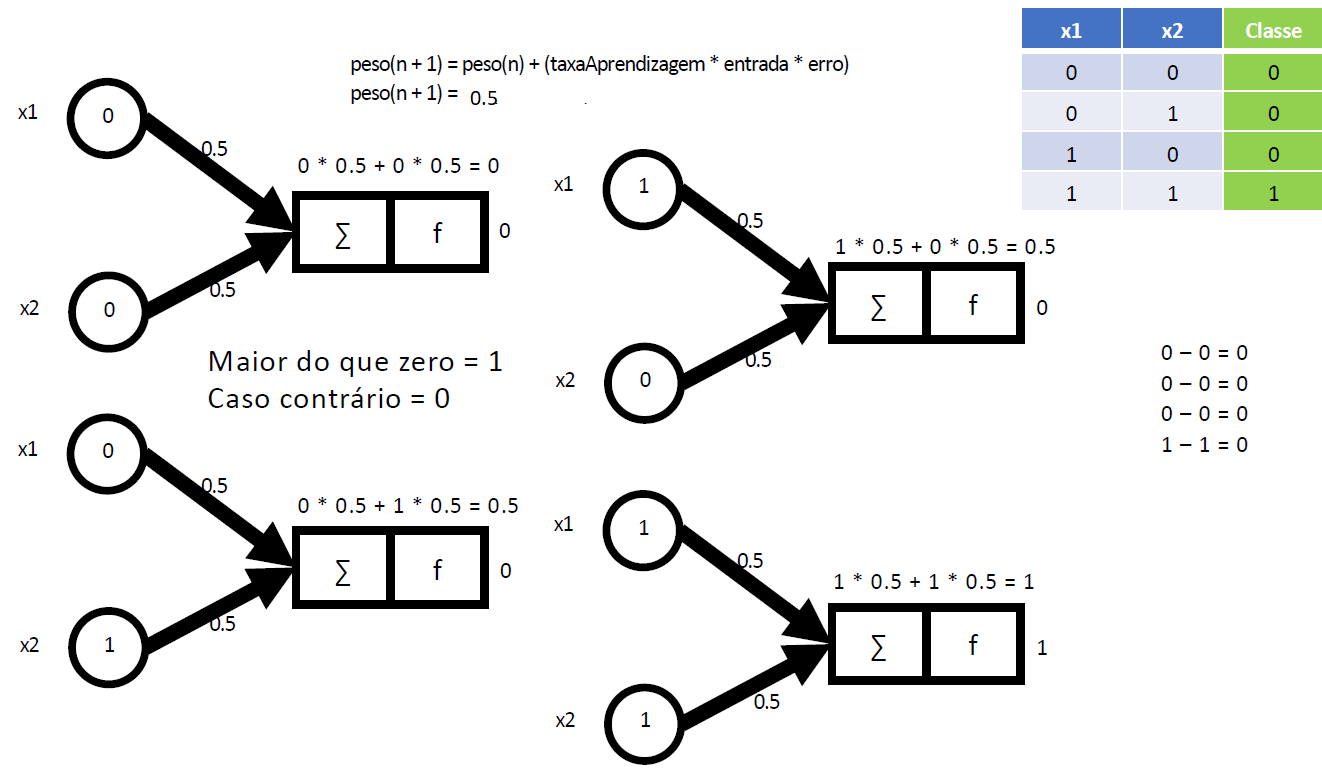 peso(n + 1) = peso(n) + (taxaAprendizagem * entrada * erro)
peso(n + 1) = 0.5
x1 x2 Classe
0 0 0
0 1 0
1 0 0
1 1 1
x1
0
0.5
0 * 0.5 + 0 * 0.5 = 0
∑ f 0
0.5
x2
0
x1
1
0.5
1 * 0.5 + 0 * 0.5 = 0.5
∑ f 0
0.5
x2
0
Maior do que zero = 1
Caso contrário = 0
0 – 0 = 0
0 – 0 = 0
0 – 0 = 0
1 – 1 = 0
x1
0
0.5
0 * 0.5 + 1 * 0.5 = 0.5
∑ f 0
0.5
x2
1
x1
1
0.5
1 * 0.5 + 1 * 0.5 = 1
∑ f 1
0.5
x2
1